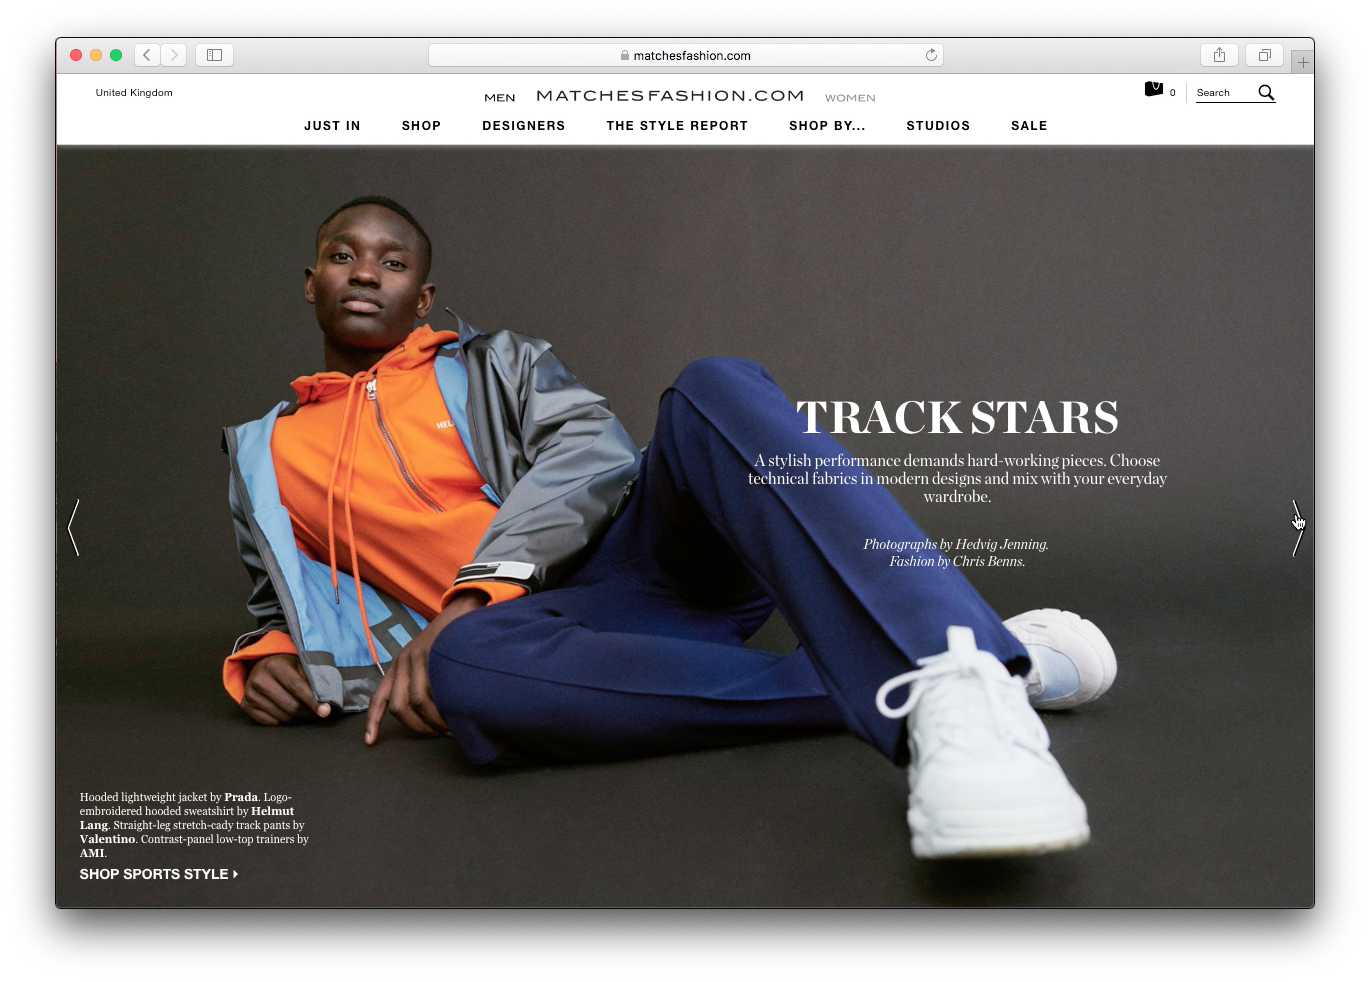 matchesfashion.com
United Kingdom
MEN MATCHESFASHION.COM WOMEN
0 Search
JUST IN SHOP DESIGNERS THE STYLE REPORT SHOP BY... STUDIOS SALE
HEL
TRACK STARS
A stylish performance demands hard-working pieces. Choose
technical fabrics in modern designs and mix with your everyday
wardrobe.
Photographs by Hedvig Jenning.
Fashion by Chris Benns.
Hooded lightweight jacket by Prada. Logo-
embroidered hooded sweatshirt by Helmut
Lang. Straight-leg stretch-cady track pants by
Valentino. Contrast-panel low-top trainers by
AMI.
SHOP SPORTS STYLE